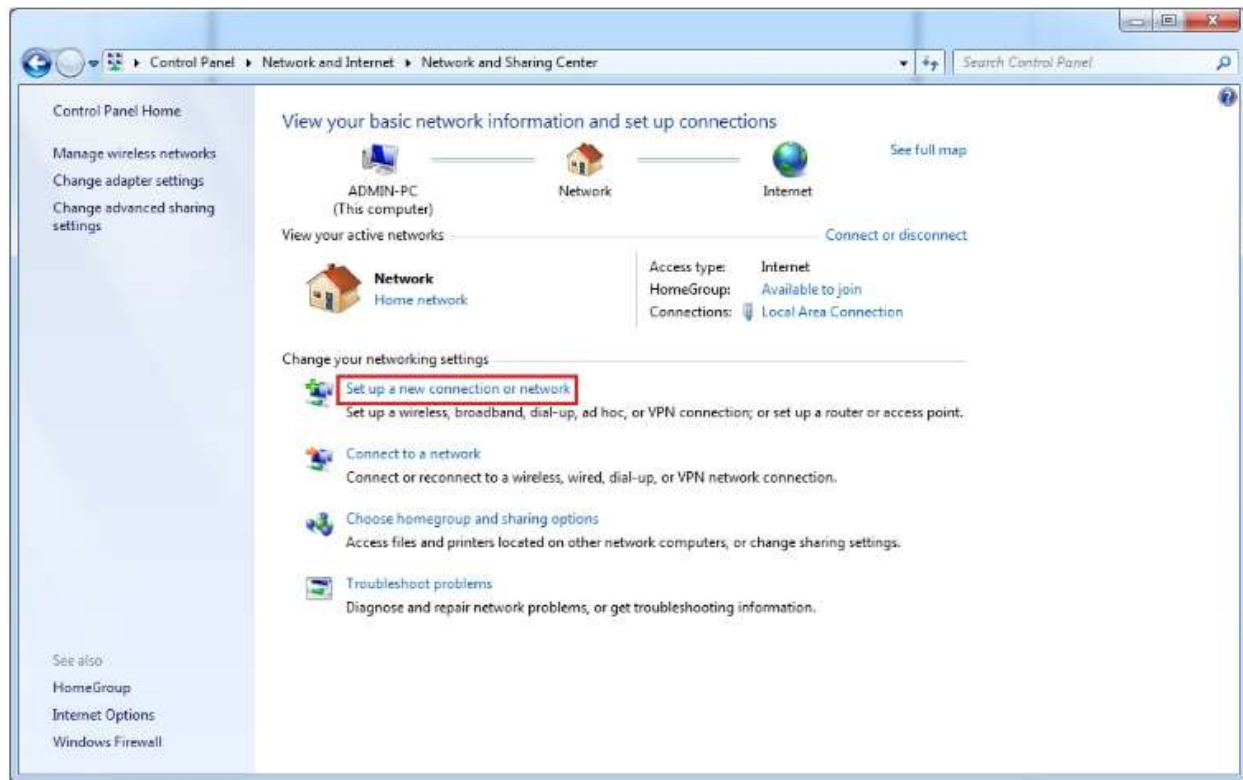 Control Panel ▸ Network and Internet ▸ Network and Sharing Center
Search Control Panel
Control Panel Home
Manage wireless networks
Change adapter settings
Change advanced sharing
settings
See also
HomeGroup
Internet Options
Windows Firewall
View your basic network information and set up connections
See full map
ADMIN-PC
(This computer)
Network
Internet
View your active networks
Connect or disconnect
Network
Home network
Access type: Internet
HomeGroup: Available to join
Connections: Local Area Connection
Change your networking settings
Set up a new connection or network
Set up a wireless, broadband, dial-up, ad hoc, or VPN connection; or set up a router or access point.
Connect to a network
Connect or reconnect to a wireless, wired, dial-up, or VPN network connection.
Choose homegroup and sharing options
Access files and printers located on other network computers, or change sharing settings.
Troubleshoot problems
Diagnose and repair network problems, or get troubleshooting information.